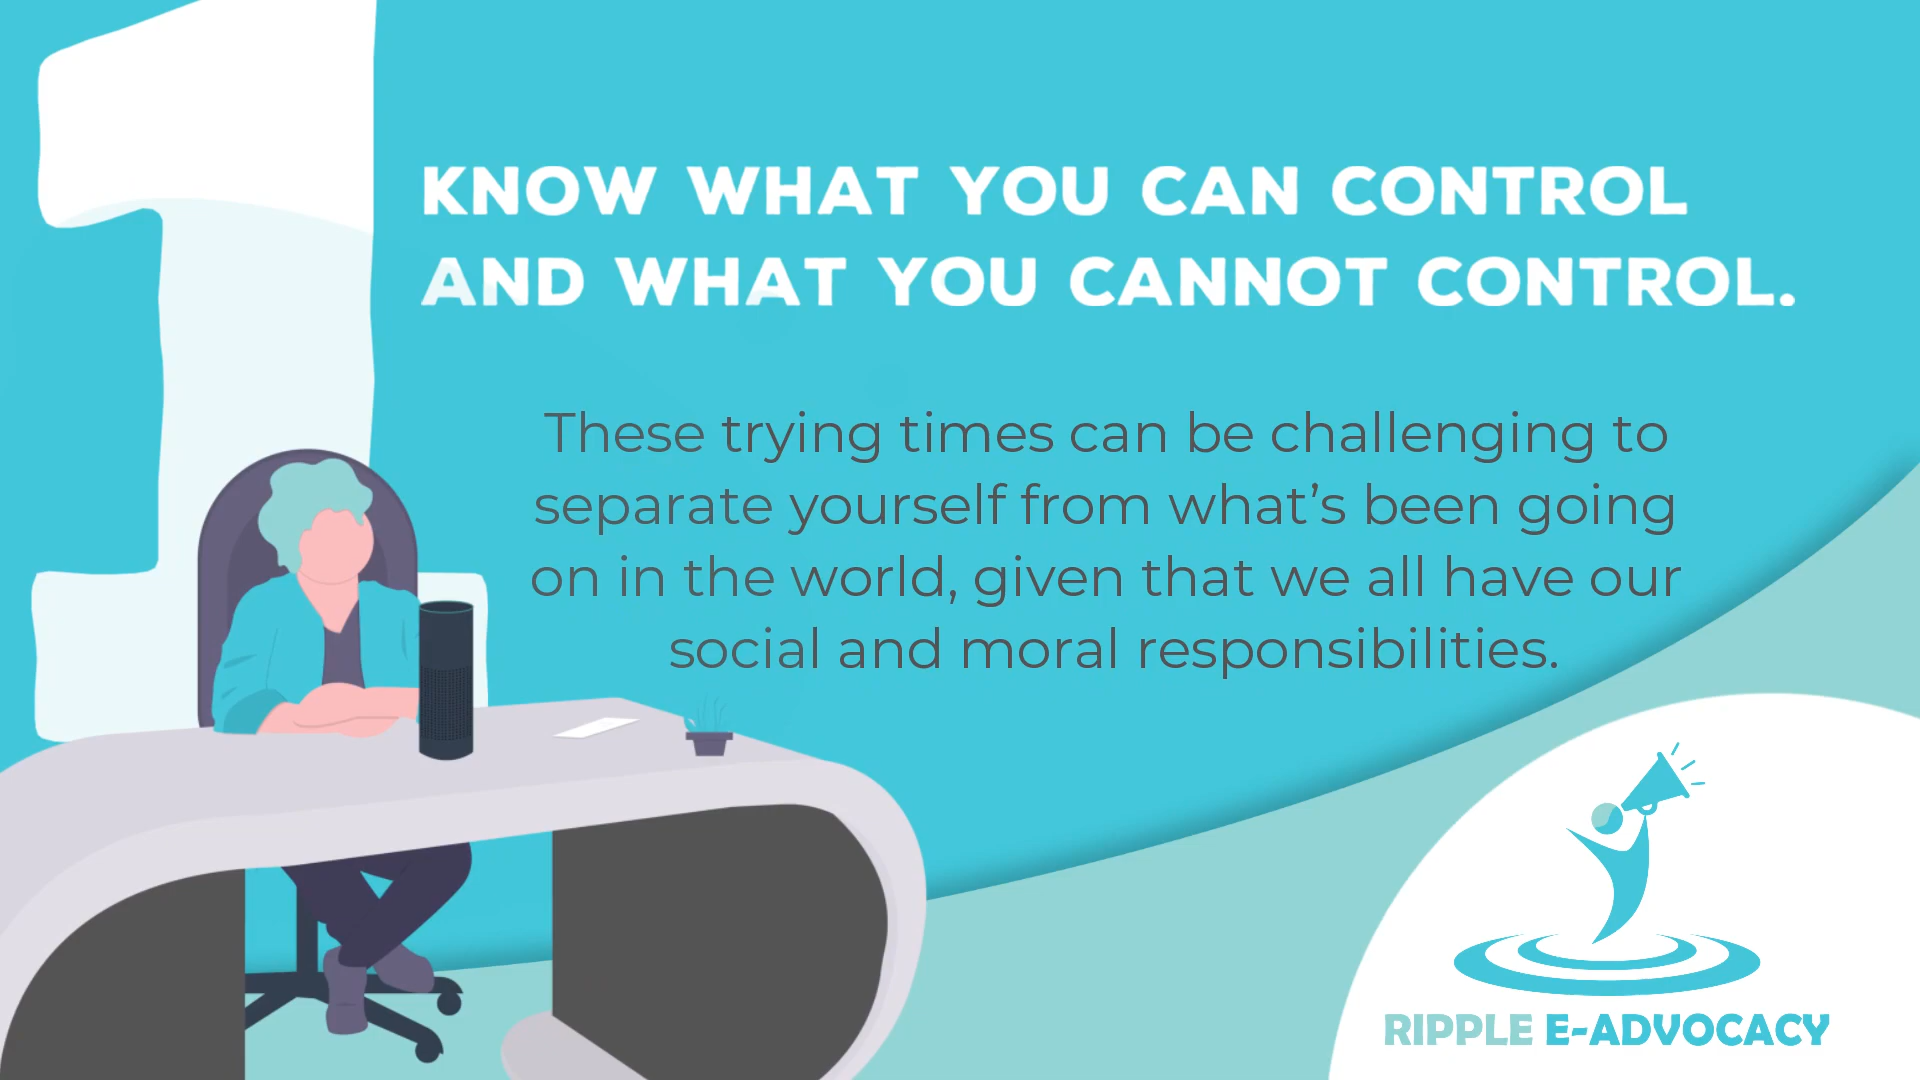 1
KNOW WHAT YOU CAN CONTROL
AND WHAT YOU CANNOT CONTROL.
These trying times can be challenging to
separate yourself from what’s been going
on in the world, given that we all have our
social and moral responsibilities.
RIPPLE E-ADVOCACY